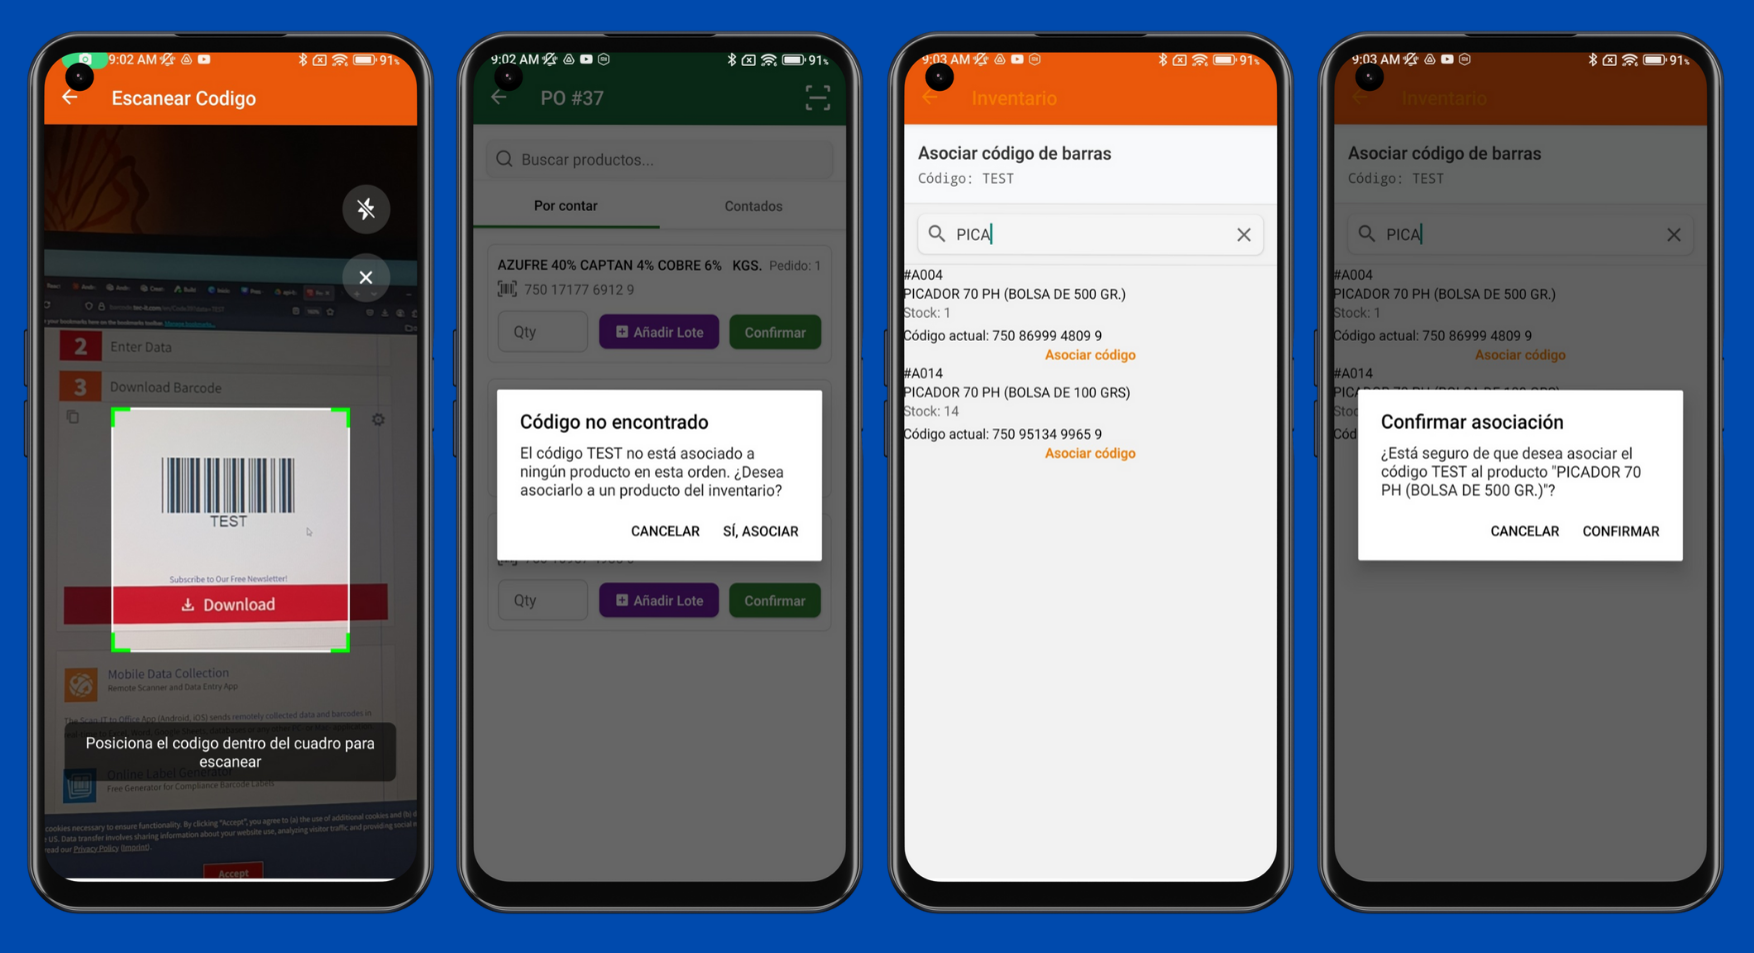 9:02 AM
91%
Escanear Codigo
2 Enter Data
3 Download Barcode
TEST
Subscribe to Our Free Newsletter!
Download
Mobile Data Collection
Remote Scanner and Data Entry App
Posiciona el codigo dentro del cuadro para
escanear
Online Label Generator
Free Generator for Compliance Barcode Labels
Accept
9:02 AM
91%
PO #37
Buscar productos...
Por contar
Contados
AZUFRE 40% CAPTAN 4% COBRE 6% KGS. Pedido: 1
750 17177 6912 9
Qty
Añadir Lote
Confirmar
Código no encontrado
El código TEST no está asociado a
ningún producto en esta orden. ¿Desea
asociarlo a un producto del inventario?
CANCELAR
SÍ, ASOCIAR
Qty
Añadir Lote
Confirmar
9:03 AM
91%
Inventario
Asociar código de barras
Código: TEST
PICA
#A004
PICADOR 70 PH (BOLSA DE 500 GR.)
Stock: 1
Código actual: 750 86999 4809 9
Asociar código
#A014
PICADOR 70 PH (BOLSA DE 100 GRS)
Stock: 14
Código actual: 750 95134 9965 9
Asociar código
9:03 AM
91%
Inventario
Asociar código de barras
Código: TEST
PICA
#A004
PICADOR 70 PH (BOLSA DE 500 GR.)
Stock: 1
Código actual: 750 86999 4809 9
Asociar código
#A014
Confirmar asociación
¿Está seguro de que desea asociar el
código TEST al producto "PICADOR 70
PH (BOLSA DE 500 GR.)"?
CANCELAR
CONFIRMAR